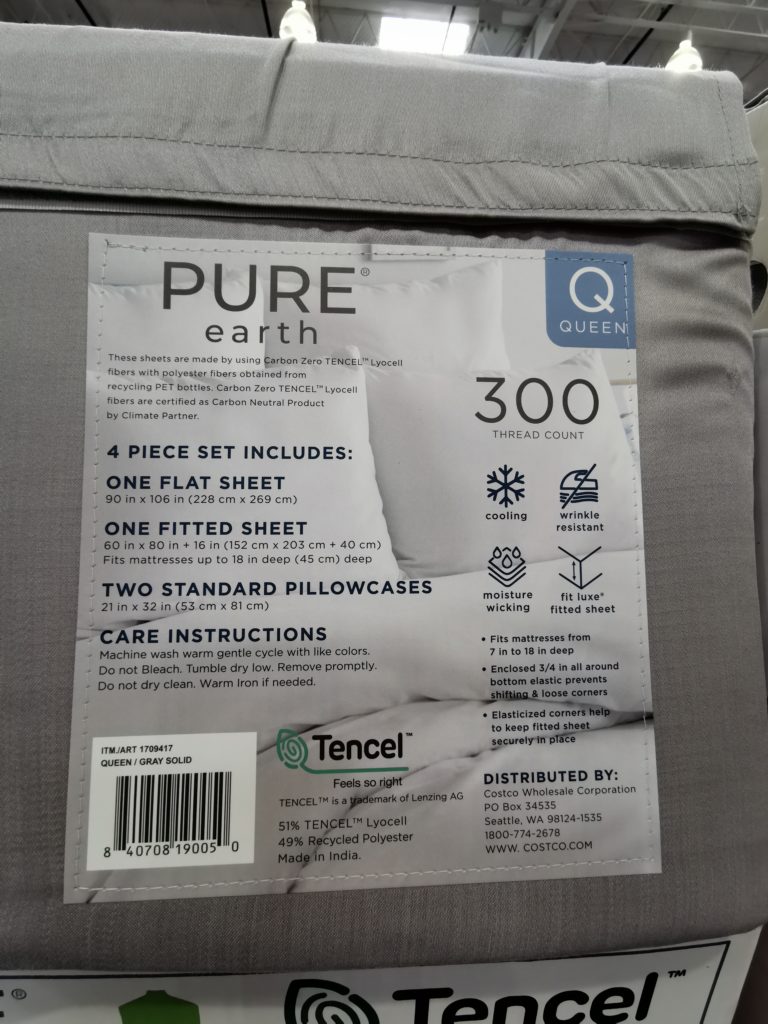 PURE®
earth
These sheets are made by using Carbon Zero TENCEL™ Lyocell
fibers with polyester fibers obtained from
recycling PET bottles. Carbon Zero TENCEL™ Lyocell
fibers are certified as Carbon Neutral Product
by Climate Partner.
Q
QUEEN
300
THREAD COUNT
4 PIECE SET INCLUDES:
ONE FLAT SHEET
90 in x 106 in (228 cm x 269 cm)
ONE FITTED SHEET
60 in x 80 in + 16 in (152 cm x 203 cm + 40 cm)
Fits mattresses up to 18 in deep (45 cm) deep
TWO STANDARD PILLOWCASES
21 in x 32 in (53 cm x 81 cm)
CARE INSTRUCTIONS
Machine wash warm gentle cycle with like colors.
Do not Bleach. Tumble dry low. Remove promptly.
Do not dry clean. Warm Iron if needed.
cooling
wrinkle
resistant
moisture
wicking
fit luxe®
fitted sheet
• Fits mattresses from
7 in to 18 in deep
• Enclosed 3/4 in all around
bottom elastic prevents
shifting & loose corners
• Elasticized corners help
to keep fitted sheet
securely in place
ITM./ART 1709417
QUEEN / GRAY SOLID
8 40708 19005 0
Tencel™
Feels so right
TENCEL™ is a trademark of Lenzing AG
51% TENCEL™ Lyocell
49% Recycled Polyester
Made in India.
DISTRIBUTED BY:
Costco Wholesale Corporation
PO Box 34535
Seattle, WA 98124-1535
1800-774-2678
WWW. COSTCO.COM
® Tencel™